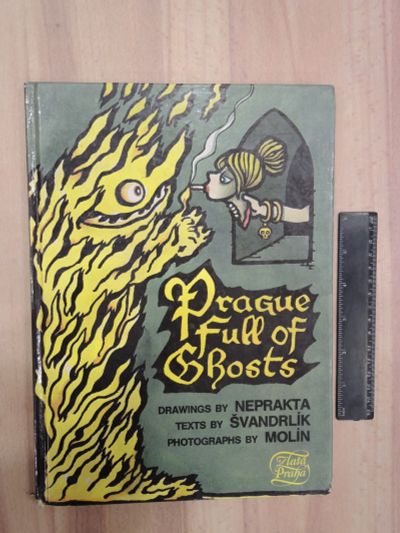 Prague
Full of
Ghosts
DRAWINGS BY NEPRAKTA
TEXTS BY ŠVANDRLÍK
PHOTOGRAPHS BY MOLÍN
Zlatá
Praha